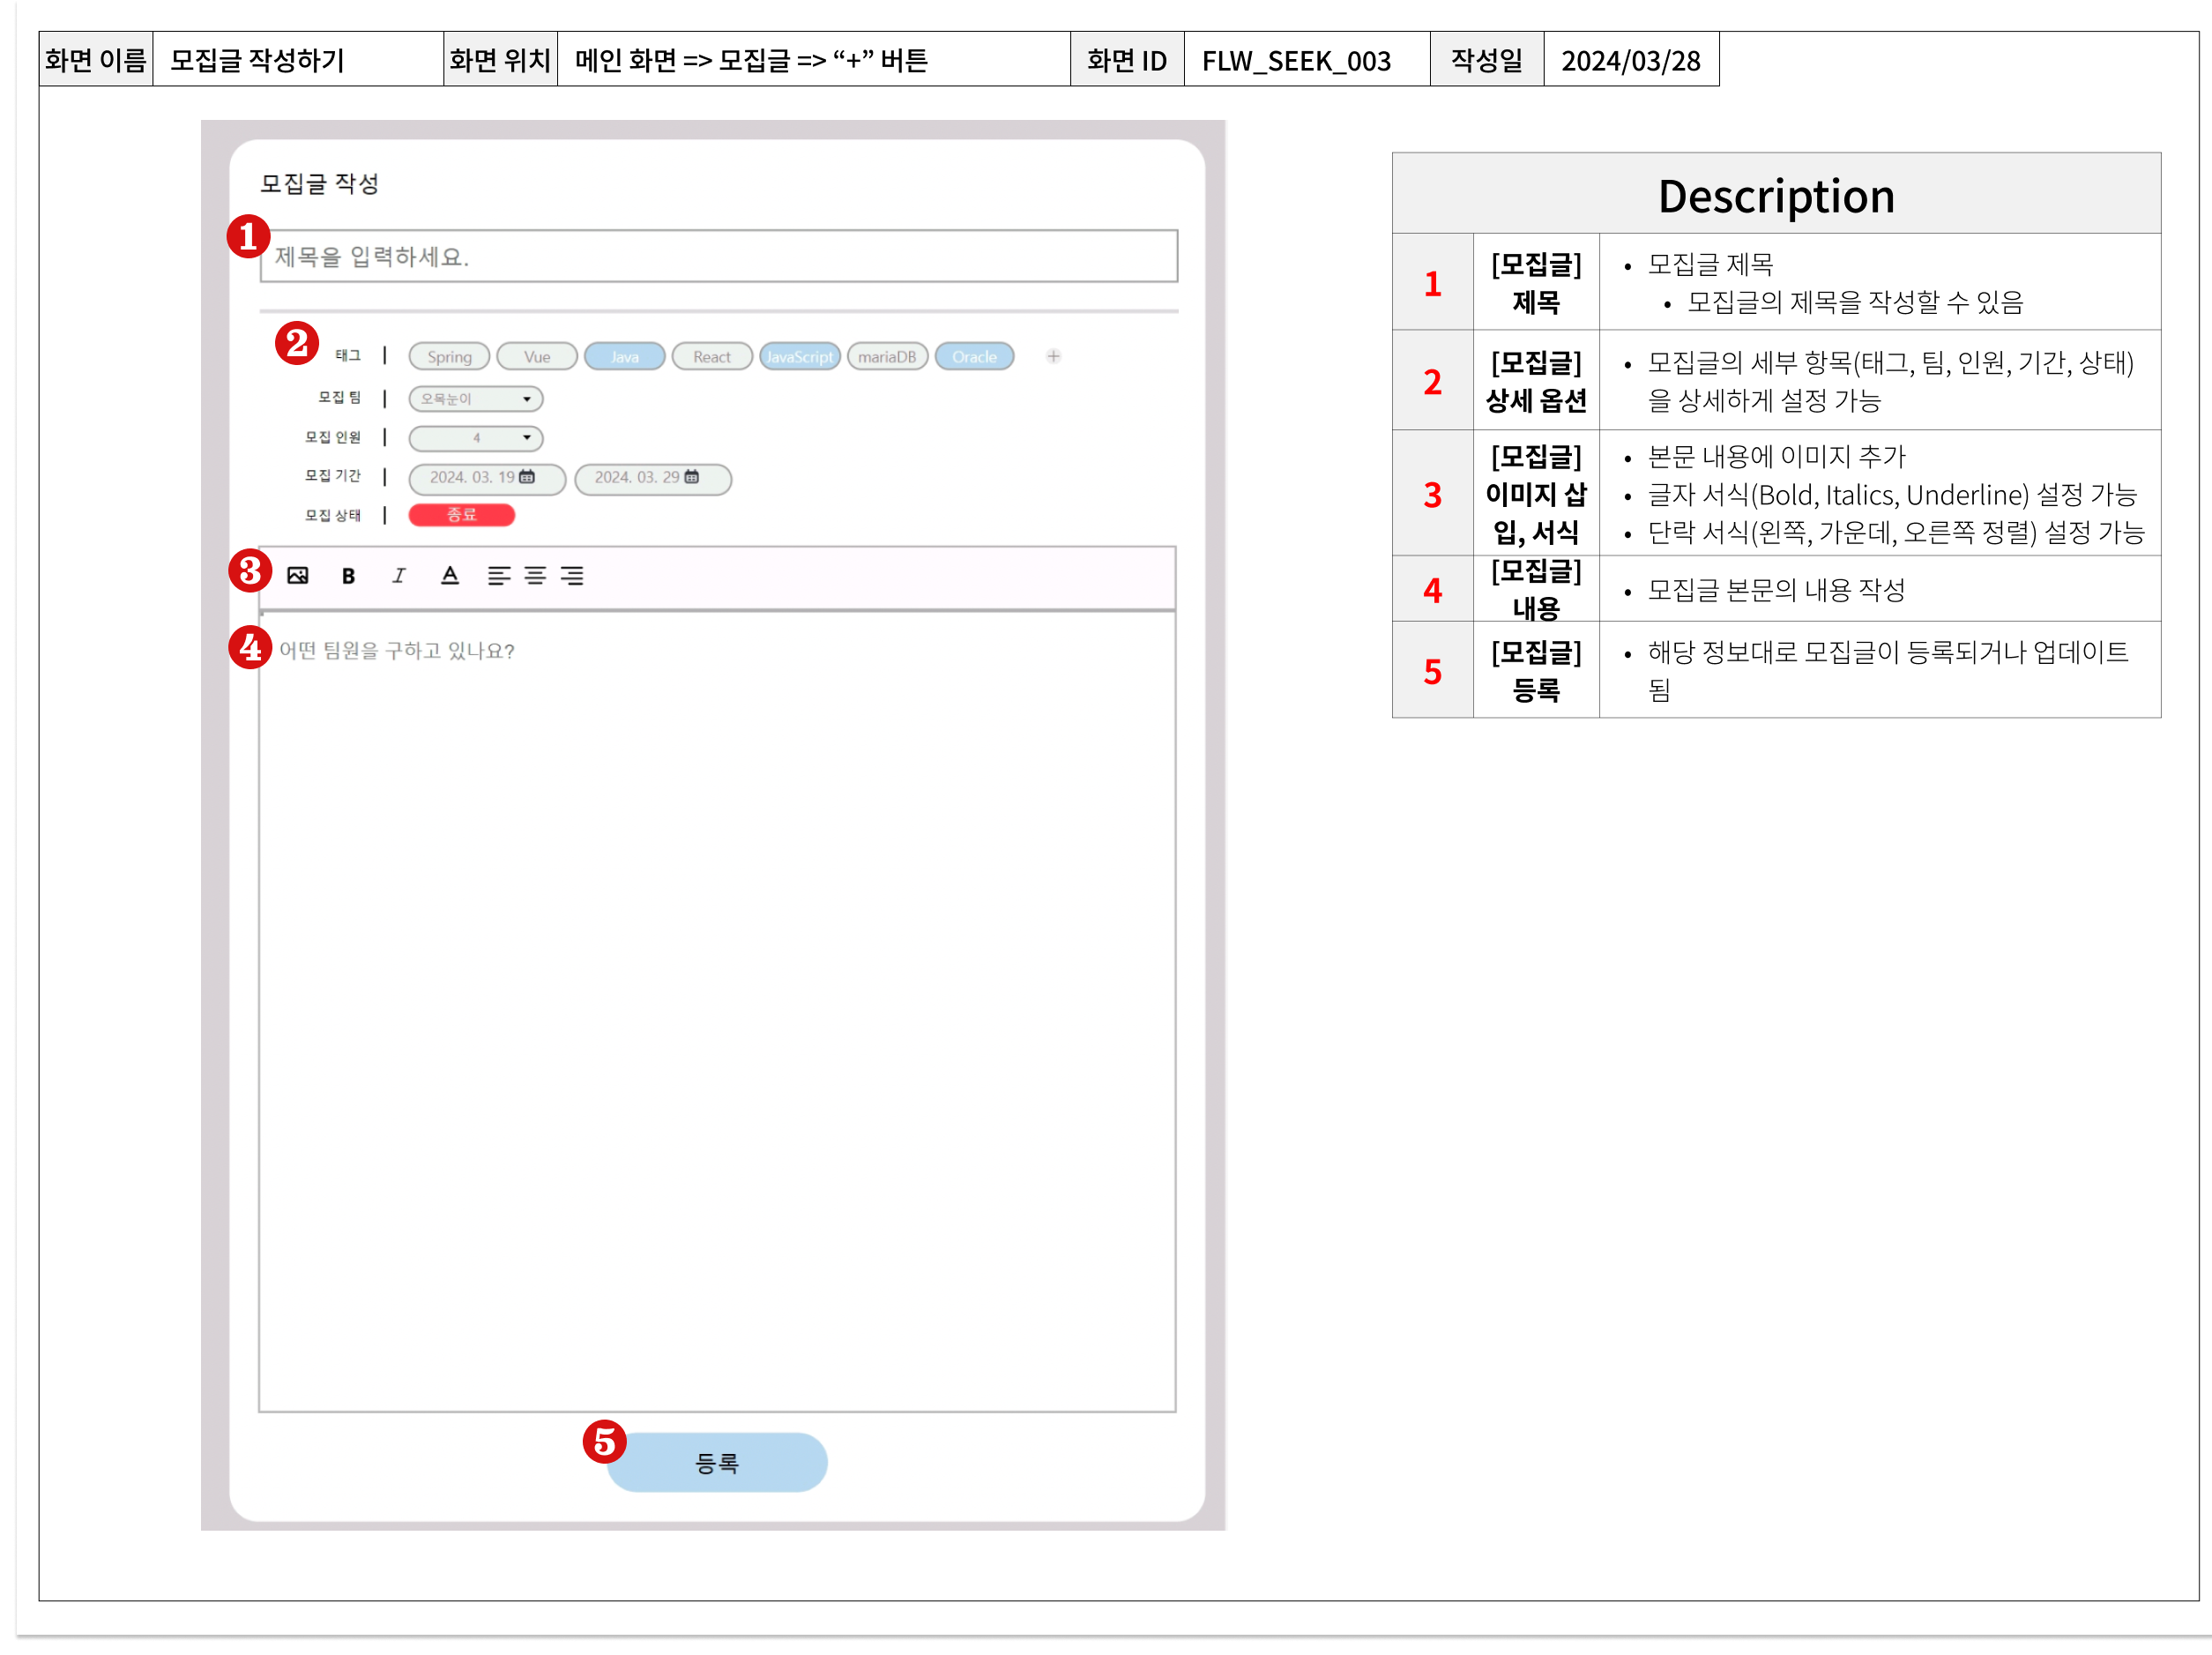 화면 이름 모집글 작성하기 화면 위치 메인 화면 => 모집글 => “+” 버튼 화면 ID FLW_SEEK_003 작성일 2024/03/28
모집글 작성
1
제목을 입력하세요.
2
태그 | Spring Vue Java React JavaScript mariaDB Oracle +
모집 팀 | 오목눈이
모집 인원 | 4
모집 기간 | 2024. 03. 19 2024. 03. 29
모집 상태 | 종료
3
B I A
4
어떤 팀원을 구하고 있나요?
5
등록
Description
1
[모집글]
제목
• 모집글 제목
• 모집글의 제목을 작성할 수 있음
2
[모집글]
상세 옵션
• 모집글의 세부 항목(태그, 팀, 인원, 기간, 상태)
을 상세하게 설정 가능
3
[모집글]
이미지 삽
입, 서식
• 본문 내용에 이미지 추가
• 글자 서식(Bold, Italics, Underline) 설정 가능
• 단락 서식(왼쪽, 가운데, 오른쪽 정렬) 설정 가능
4
[모집글]
내용
• 모집글 본문의 내용 작성
5
[모집글]
등록
• 해당 정보대로 모집글이 등록되거나 업데이트
됨